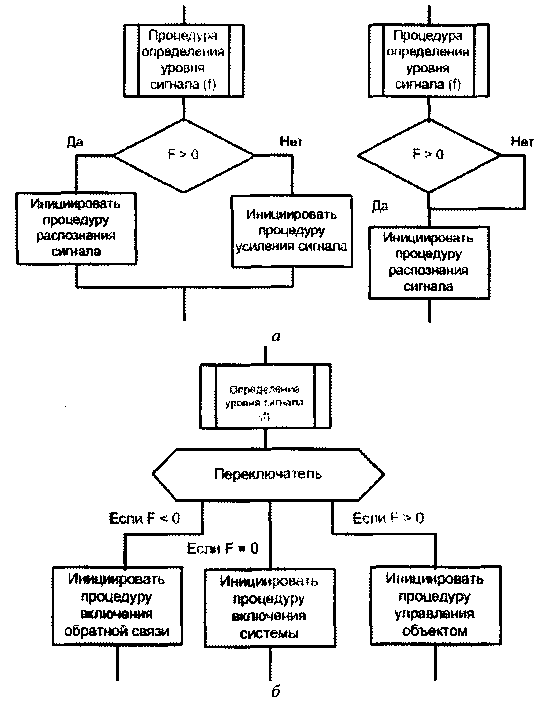 Процедура
определения
уровня
сигнала (f)
F > 0
Да
Нет
Инициировать
процедуру
распознания
сигнала
Инициировать
процедуру
усиления сигнала
Процедура
определения
уровня
сигнала (f)
F > 0
Нет
Да
Инициировать
процедуру
распознания
сигнала
а
Определение
уровня сигнала
(f)
Переключатель
Если F < 0
Если F = 0
Если F > 0
Инициировать
процедуру
включения
обратной связи
Инициировать
процедуру
включения
системы
Инициировать
процедуру
управления
объектом
б